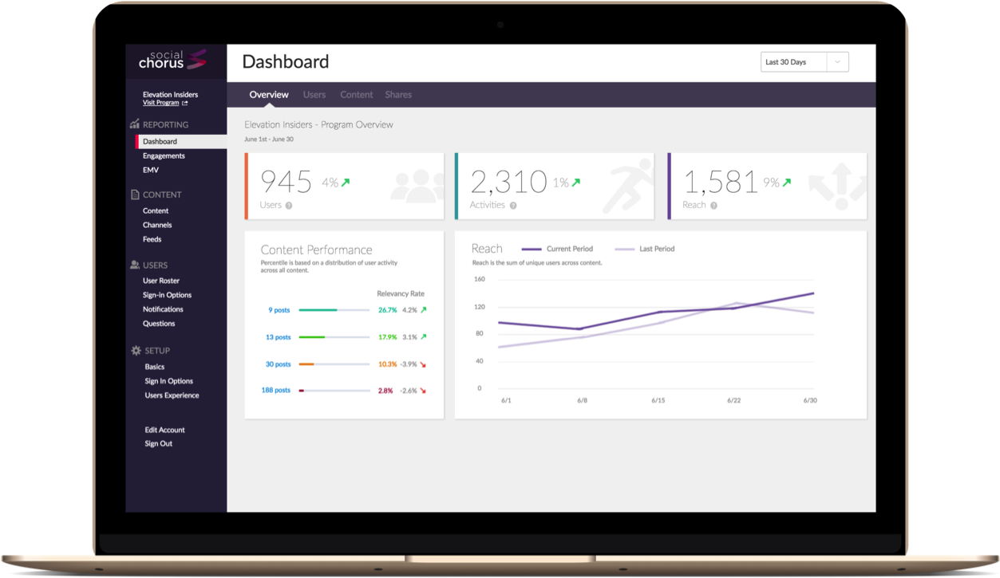 social
chorus
Elevation Insiders
Visit Program
REPORTING
Dashboard
Engagements
EMV
CONTENT
Content
Channels
Feeds
USERS
User Roster
Sign-in Options
Notifications
Questions
SETUP
Basics
Sign In Options
Users Experience
Edit Account
Sign Out
Dashboard
Last 30 Days
Overview Users Content Shares
Elevation Insiders - Program Overview
June 1st - June 30
945 4%
Users ?
2,310 1%
Activities ?
1,581 9%
Reach ?
Content Performance
Percentile is based on a distribution of user activity
across all content.
Relevancy Rate
9 posts 26.7% 4.2%
13 posts 17.9% 3.1%
30 posts 10.3% -3.9%
188 posts 2.8% -2.6%
Reach Current Period Last Period
Reach is the sum of unique users across content.
160
120
80
40
0
6/1 6/8 6/15 6/22 6/30